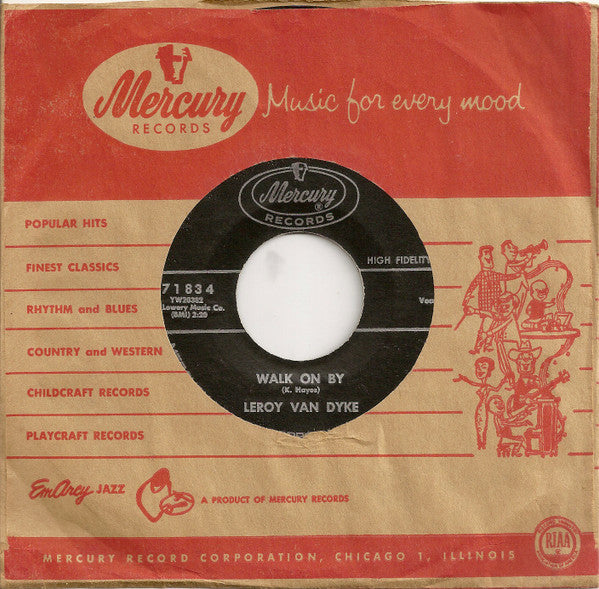 Mercury
RECORDS
Music for every mood
Mercury
RECORDS
POPULAR HITS
FINEST CLASSICS
RHYTHM and BLUES
COUNTRY and WESTERN
CHILDCRAFT RECORDS
PLAYCRAFT RECORDS
HIGH FIDELITY
71834
YW20302
Lowery Music Co.
(BMI) 2:20
Voc
WALK ON BY
(K. Hayes)
LEROY VAN DYKE
EmArcy JAZZ
A PRODUCT OF MERCURY RECORDS
RIAA
MERCURY RECORD CORPORATION, CHICAGO 1, ILLINOIS